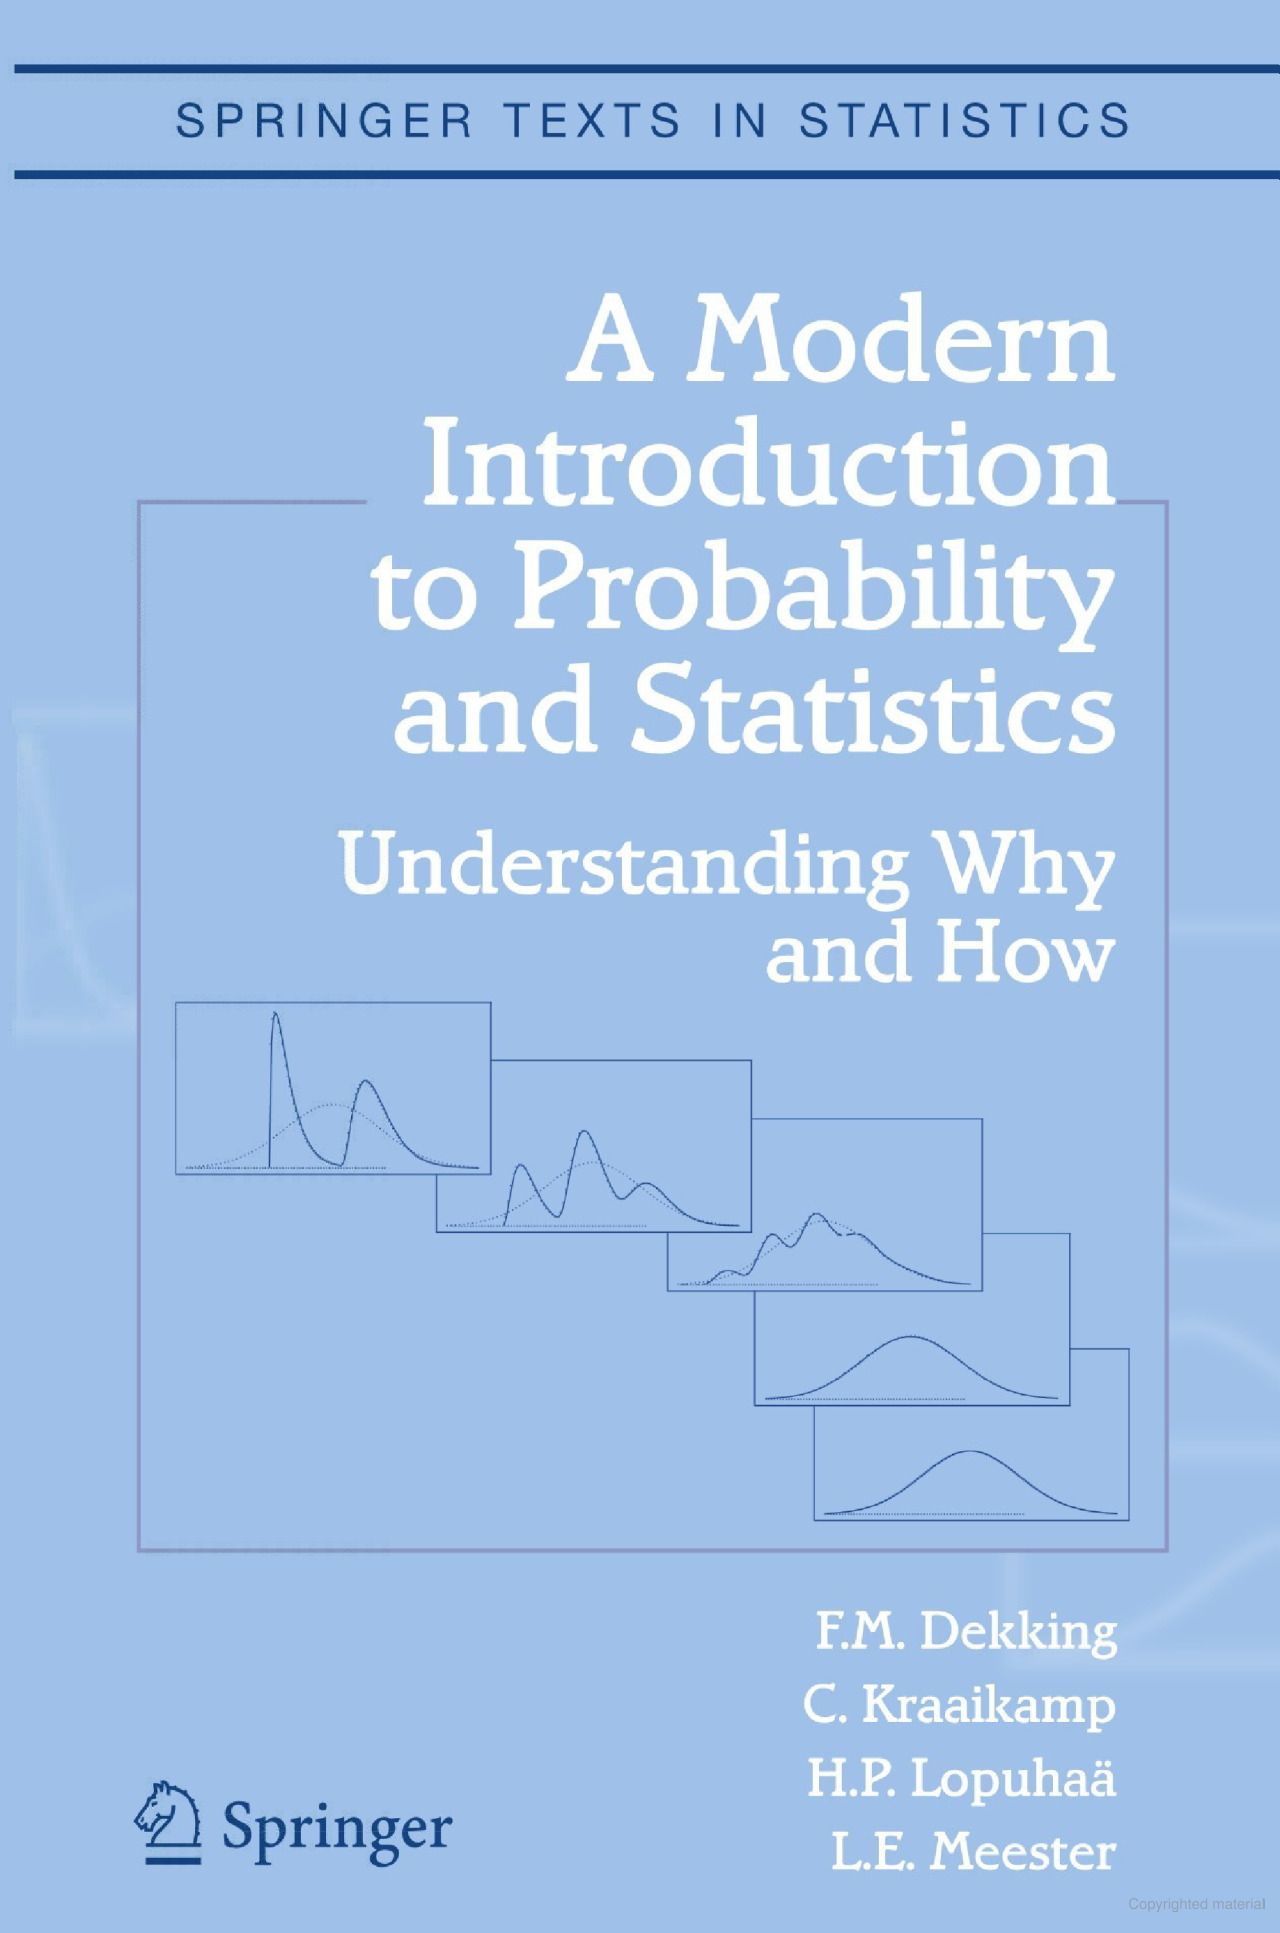 SPRINGER TEXTS IN STATISTICS
A Modern
Introduction
to Probability
and Statistics
Understanding Why
and How
F.M. Dekking
C. Kraaikamp
H.P. Lopuhaä
L.E. Meester
Springer
Copyrighted material